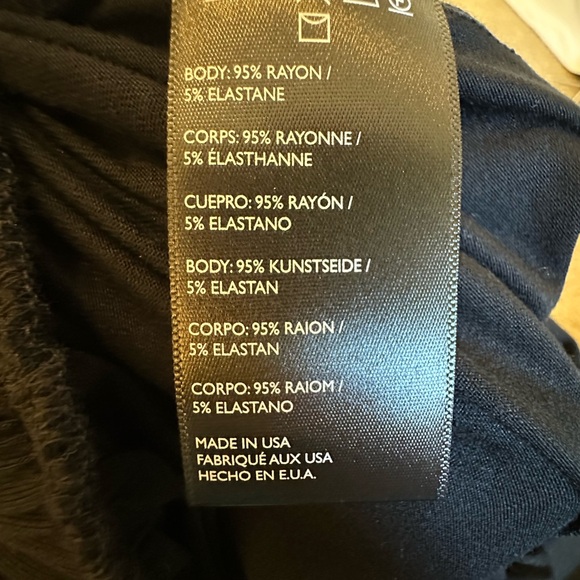 BODY: 95% RAYON /
5% ELASTANE
CORPS: 95% RAYONNE /
5% ÉLASTHANNE
CUEPRO: 95% RAYÓN /
5% ELASTANO
BODY: 95% KUNSTSEIDE /
5% ELASTAN
CORPO: 95% RAION /
5% ELASTAN
CORPO: 95% RAIOM /
5% ELASTANO
MADE IN USA
FABRIQUÉ AUX USA
HECHO EN E.U.A.